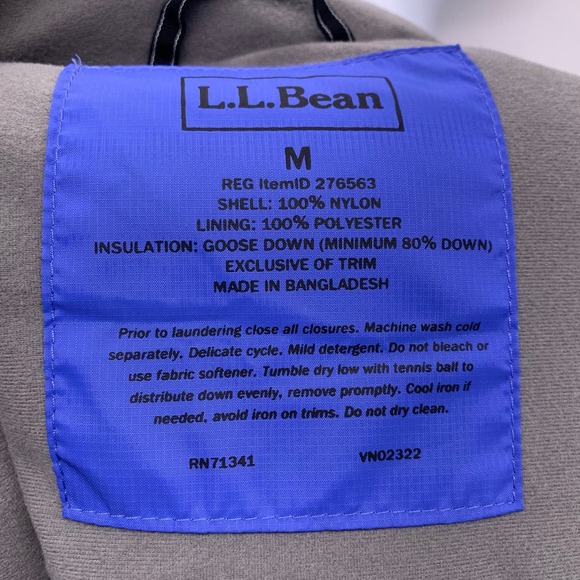 L.L.Bean
M
REG ItemID 276563
SHELL: 100% NYLON
LINING: 100% POLYESTER
INSULATION: GOOSE DOWN (MINIMUM 80% DOWN)
EXCLUSIVE OF TRIM
MADE IN BANGLADESH
Prior to laundering close all closures. Machine wash cold
separately. Delicate cycle. Mild detergent. Do not bleach or
use fabric softener. Tumble dry low with tennis ball to
distribute down evenly, remove promptly. Cool iron if
needed, avoid iron on trims. Do not dry clean.
RN71341 VN02322